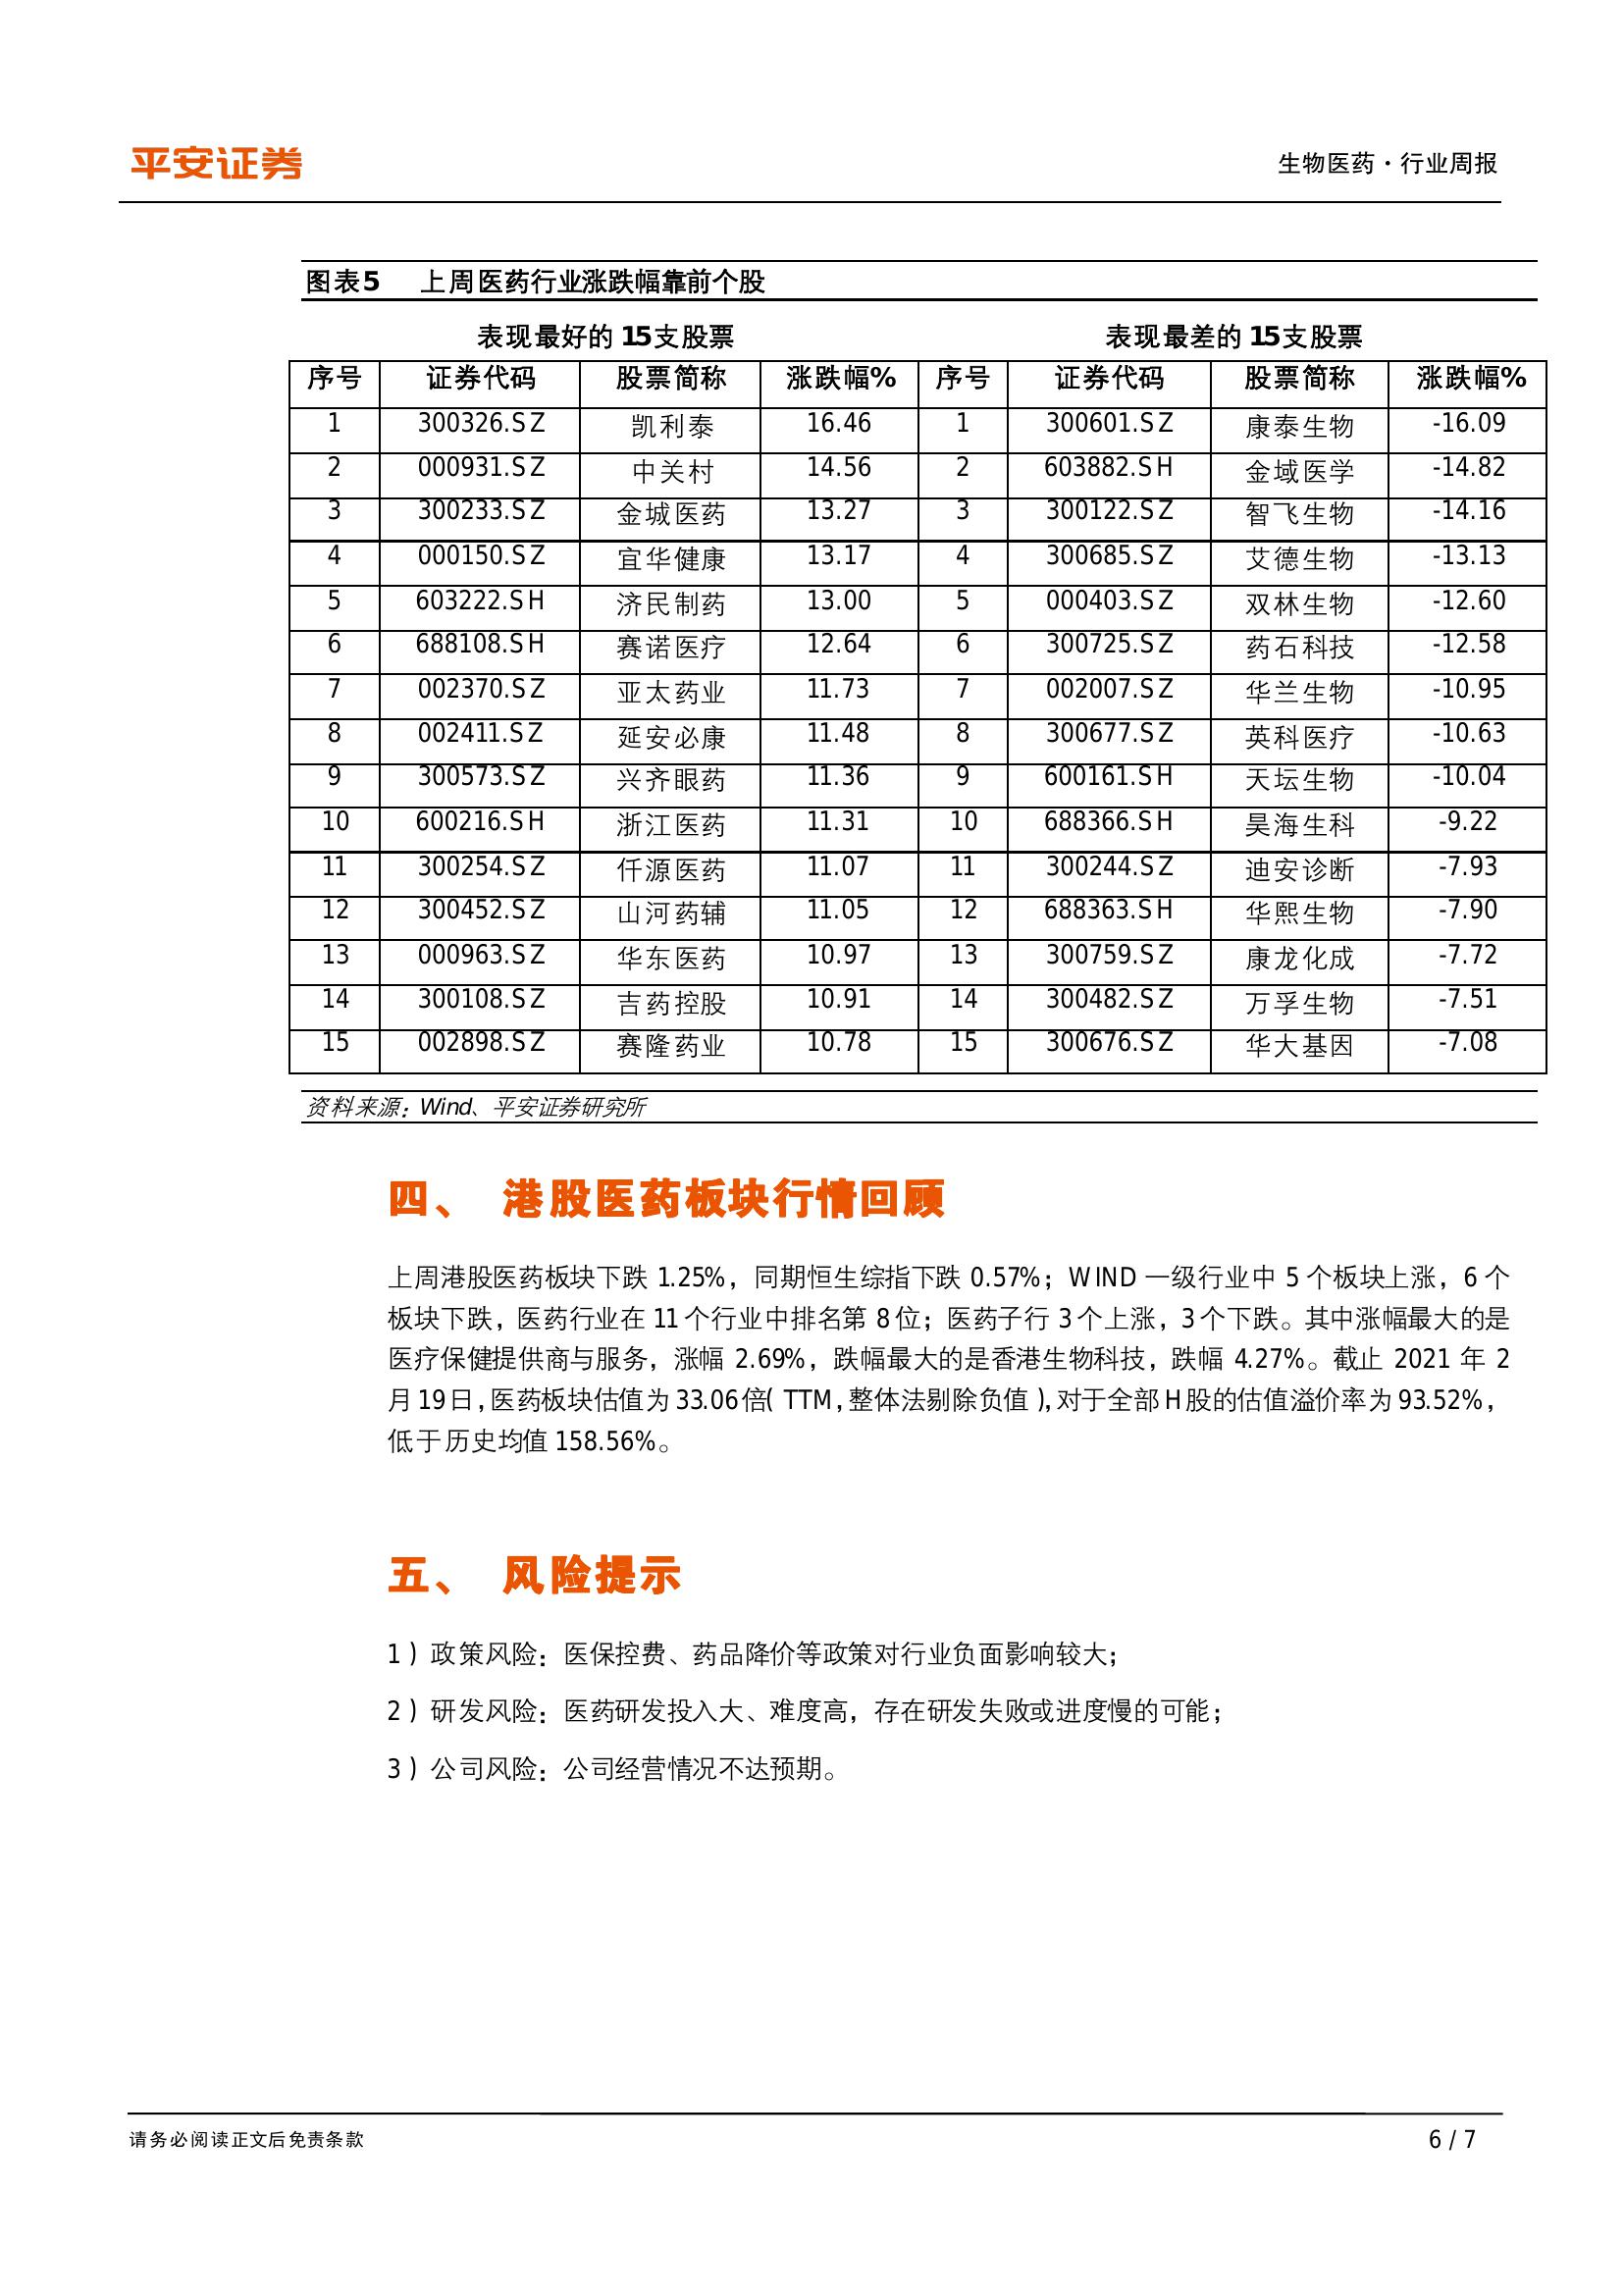 平安证券
生物医药·行业周报
图表5 上周医药行业涨跌幅靠前个股
表现最好的 15支股票 表现最差的 15支股票
序号 证券代码 股票简称 涨跌幅% 序号 证券代码 股票简称 涨跌幅%
1 300326.SZ 凯利泰 16.46 1 300601.SZ 康泰生物 -16.09
2 000931.SZ 中关村 14.56 2 603882.SH 金域医学 -14.82
3 300233.SZ 金城医药 13.27 3 300122.SZ 智飞生物 -14.16
4 000150.SZ 宜华健康 13.17 4 300685.SZ 艾德生物 -13.13
5 603222.SH 济民制药 13.00 5 000403.SZ 双林生物 -12.60
6 688108.SH 赛诺医疗 12.64 6 300725.SZ 药石科技 -12.58
7 002370.SZ 亚太药业 11.73 7 002007.SZ 华兰生物 -10.95
8 002411.SZ 延安必康 11.48 8 300677.SZ 英科医疗 -10.63
9 300573.SZ 兴齐眼药 11.36 9 600161.SH 天坛生物 -10.04
10 600216.SH 浙江医药 11.31 10 688366.SH 昊海生科 -9.22
11 300254.SZ 仟源医药 11.07 11 300244.SZ 迪安诊断 -7.93
12 300452.SZ 山河药辅 11.05 12 688363.SH 华熙生物 -7.90
13 000963.SZ 华东医药 10.97 13 300759.SZ 康龙化成 -7.72
14 300108.SZ 吉药控股 10.91 14 300482.SZ 万孚生物 -7.51
15 002898.SZ 赛隆药业 10.78 15 300676.SZ 华大基因 -7.08
资料来源：Wind、平安证券研究所
四、 港股医药板块行情回顾
上周港股医药板块下跌 1.25%，同期恒生综指下跌 0.57%；WIND 一级行业中 5 个板块上涨，6 个
板块下跌，医药行业在 11 个行业中排名第 8 位；医药子行 3 个上涨，3 个下跌。其中涨幅最大的是
医疗保健提供商与服务，涨幅 2.69%，跌幅最大的是香港生物科技，跌幅 4.27%。截止 2021 年 2
月 19 日，医药板块估值为 33.06 倍（TTM，整体法剔除负值），对于全部 H 股的估值溢价率为 93.52%，
低于历史均值 158.56%。
五、 风险提示
1）政策风险：医保控费、药品降价等政策对行业负面影响较大；
2）研发风险：医药研发投入大、难度高，存在研发失败或进度慢的可能；
3）公司风险：公司经营情况不达预期。
请务必阅读正文后免责条款
6 / 7